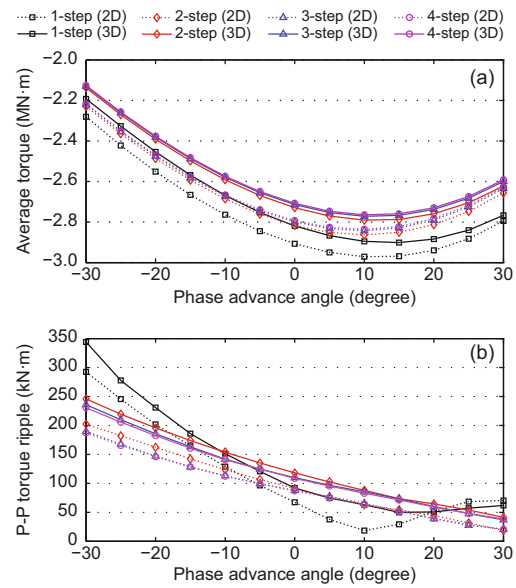 1-step (2D) 2-step (2D) 3-step (2D) 4-step (2D)
1-step (3D) 2-step (3D) 3-step (3D) 4-step (3D)
(a)
Average torque (MN·m)
−2.0
−2.2
−2.4
−2.6
−2.8
−3.0
−30 −20 −10 0 10 20 30
Phase advance angle (degree)
(b)
P-P torque ripple (kN·m)
350
300
250
200
150
100
50
0
−30 −20 −10 0 10 20 30
Phase advance angle (degree)